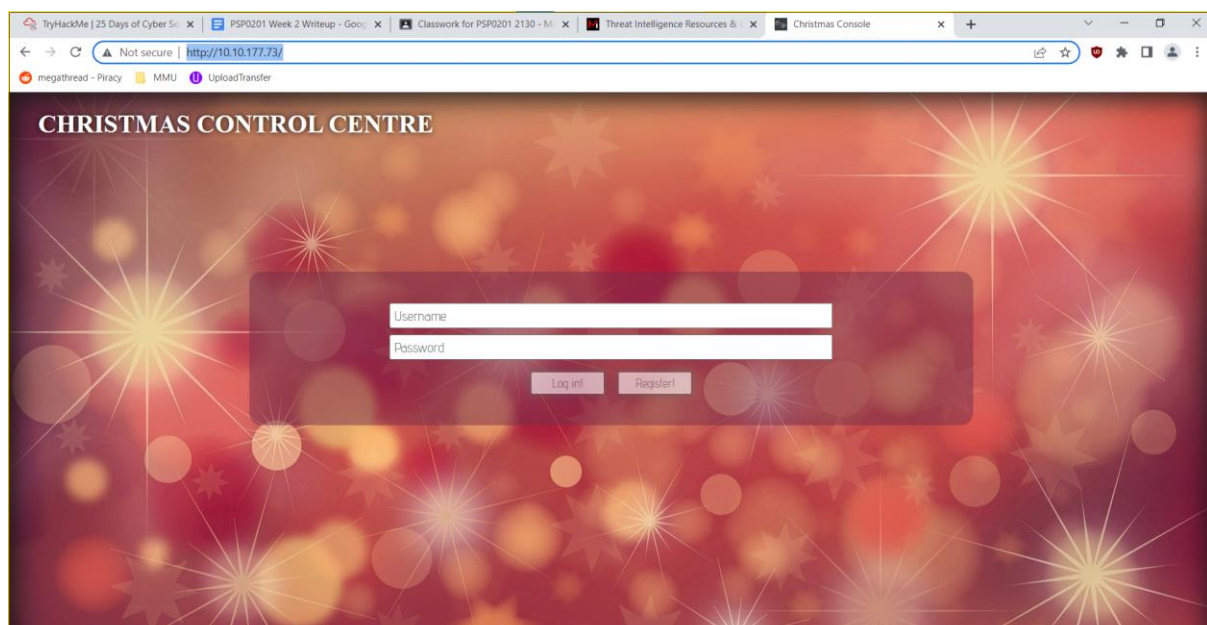 TryHackMe | 25 Days of Cyber Se
PSP0201 Week 2 Writeup - Goog
Classwork for PSP0201 2130 - M
Threat Intelligence Resources &
Christmas Console
Not secure | http://10.10.177.73/
megathread - Piracy
MMU
UploadTransfer
CHRISTMAS CONTROL CENTRE
Username
Password
Log in!
Register!